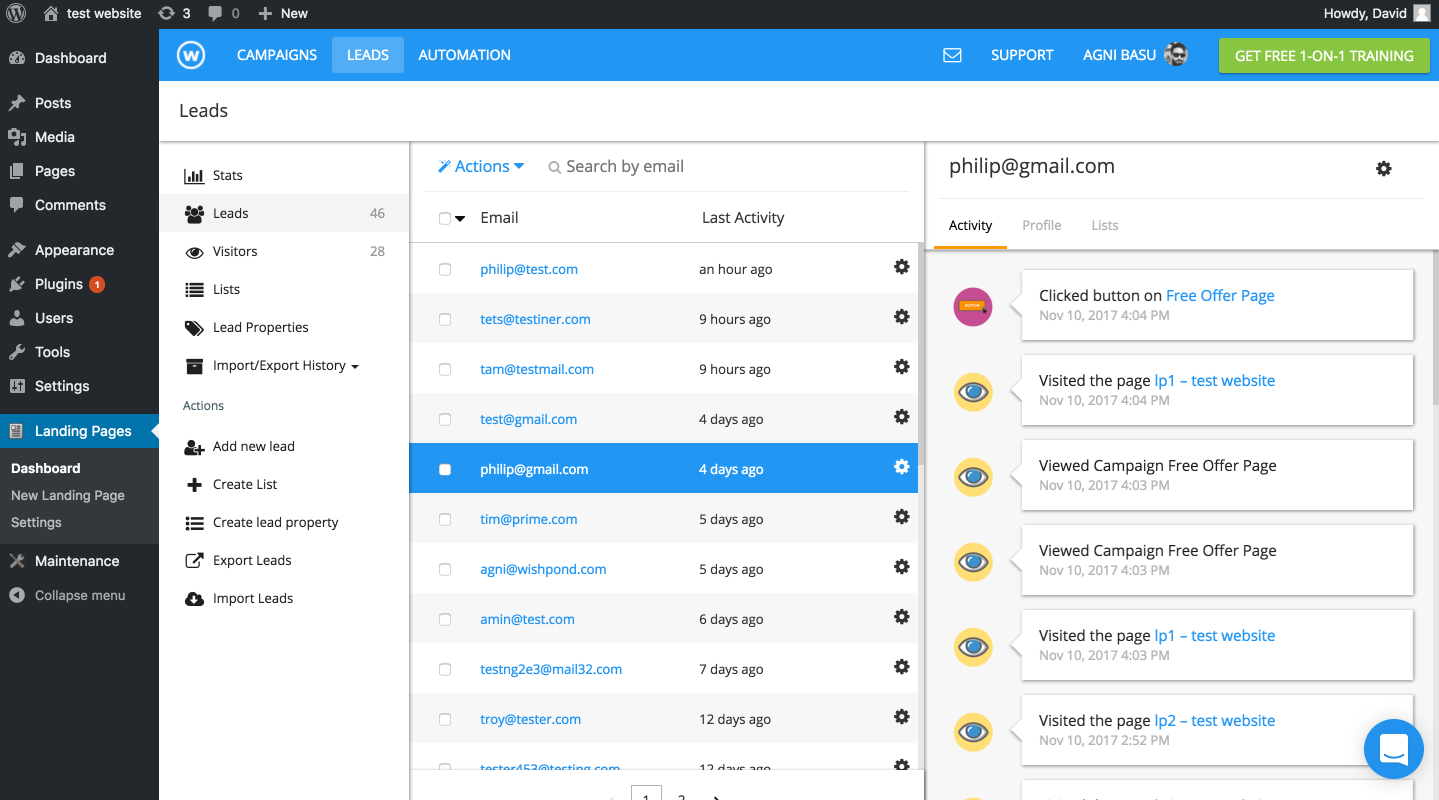 test website 3 0 New Howdy, David
Dashboard
Posts
Media
Pages
Comments
Appearance
Plugins 1
Users
Tools
Settings
Landing Pages
Dashboard
New Landing Page
Settings
Maintenance
Collapse menu
w CAMPAIGNS LEADS AUTOMATION SUPPORT AGNI BASU GET FREE 1-ON-1 TRAINING
Leads
Stats
Leads 46
Visitors 28
Lists
Lead Properties
Import/Export History
Actions
Add new lead
Create List
Create lead property
Export Leads
Import Leads
Actions Search by email
Email Last Activity
philip@test.com an hour ago
tets@testiner.com 9 hours ago
tam@testmail.com 9 hours ago
test@gmail.com 4 days ago
philip@gmail.com 4 days ago
tim@prime.com 5 days ago
agni@wishpond.com 5 days ago
amin@test.com 6 days ago
testng2e3@mail32.com 7 days ago
troy@tester.com 12 days ago
tester453@testing.com 12 days ago
1 2
philip@gmail.com
Activity Profile Lists
BUTTON
Clicked button on Free Offer Page
Nov 10, 2017 4:04 PM
Visited the page lp1 – test website
Nov 10, 2017 4:04 PM
Viewed Campaign Free Offer Page
Nov 10, 2017 4:03 PM
Viewed Campaign Free Offer Page
Nov 10, 2017 4:03 PM
Visited the page lp1 – test website
Nov 10, 2017 4:03 PM
Visited the page lp2 – test website
Nov 10, 2017 2:52 PM